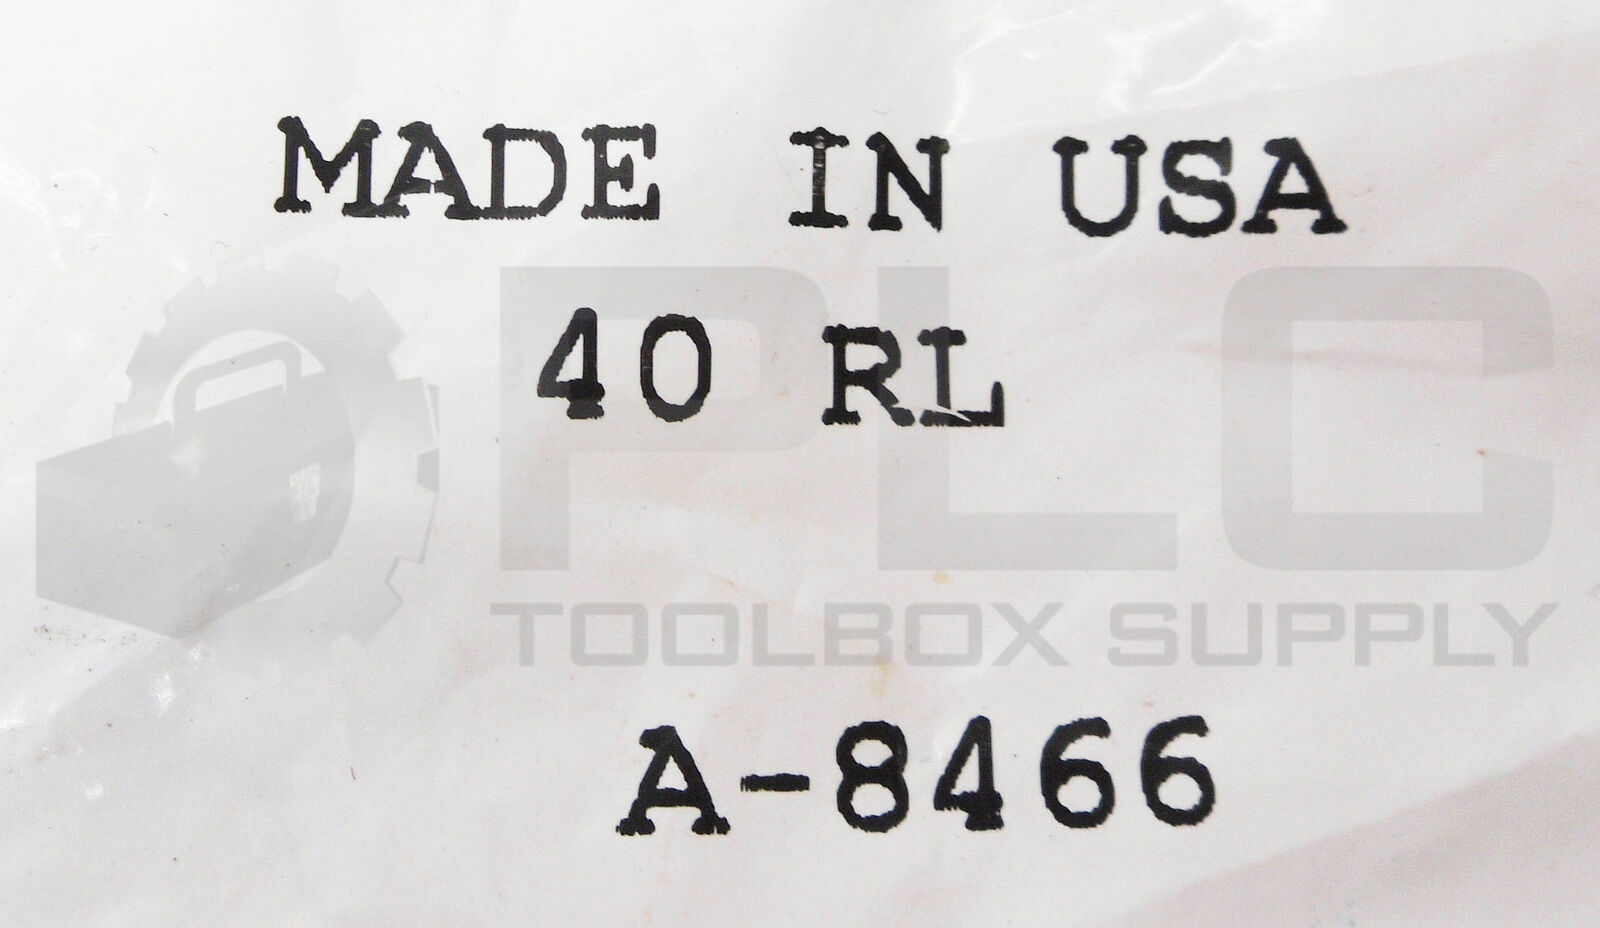 MADE IN USA
40 RL
PLC
TOOLBOX SUPPLY
A-8466